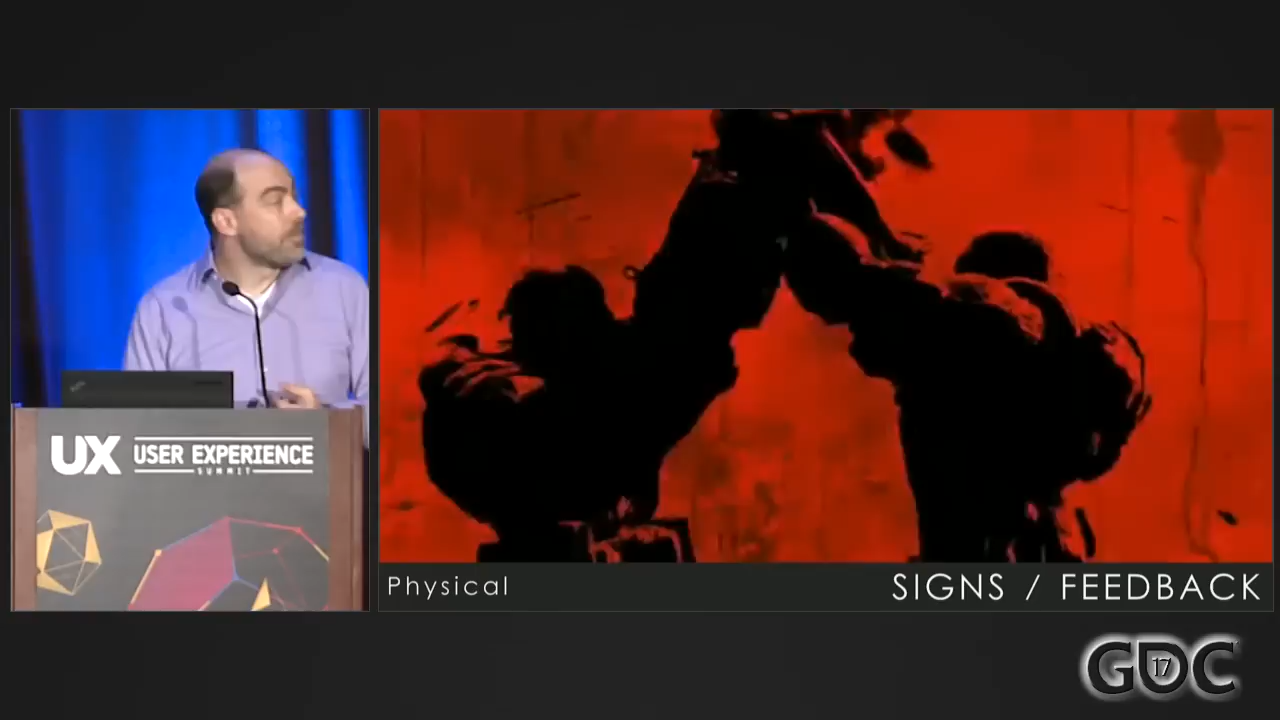 UX USER EXPERIENCE
SUMMIT
Physical
SIGNS / FEEDBACK
GDC
17